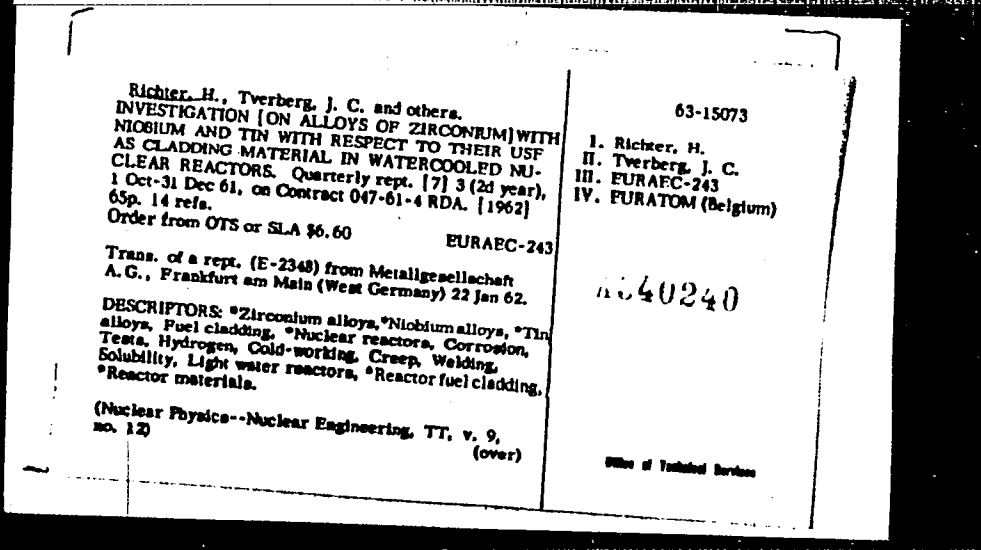 Richter, H., Tverberg, J. C. and others.
INVESTIGATION [ON ALLOYS OF ZIRCONIUM] WITH
NIOBIUM AND TIN WITH RESPECT TO THEIR USE
AS CLADDING MATERIAL IN WATERCOOLED NU-
CLEAR REACTORS. Quarterly rept. [7] 3 (2d year),
1 Oct-31 Dec 61, on Contract 047-61-4 RDA. [1962]
65p. 14 refs.
Order from OTS or SLA $6.60 EURAEC-243
Trans. of a rept. (E-2348) from Metallgesellschaft
A.G., Frankfurt am Main (West Germany) 22 Jan 62.
DESCRIPTORS: *Zirconium alloys, *Niobium alloys, *Tin
alloys, Fuel cladding, *Nuclear reactors, Corrosion,
Tests, Hydrogen, Cold-working, Creep, Welding,
Solubility, Light water reactors, *Reactor fuel cladding,
*Reactor materials.
(Nuclear Physics--Nuclear Engineering, TT, v. 9,
no. 12)
(over)
63-15073
I. Richter, H.
II. Tverberg, J. C.
III. EURAEC-243
IV. EURATOM (Belgium)
40240
Office of Technical Services